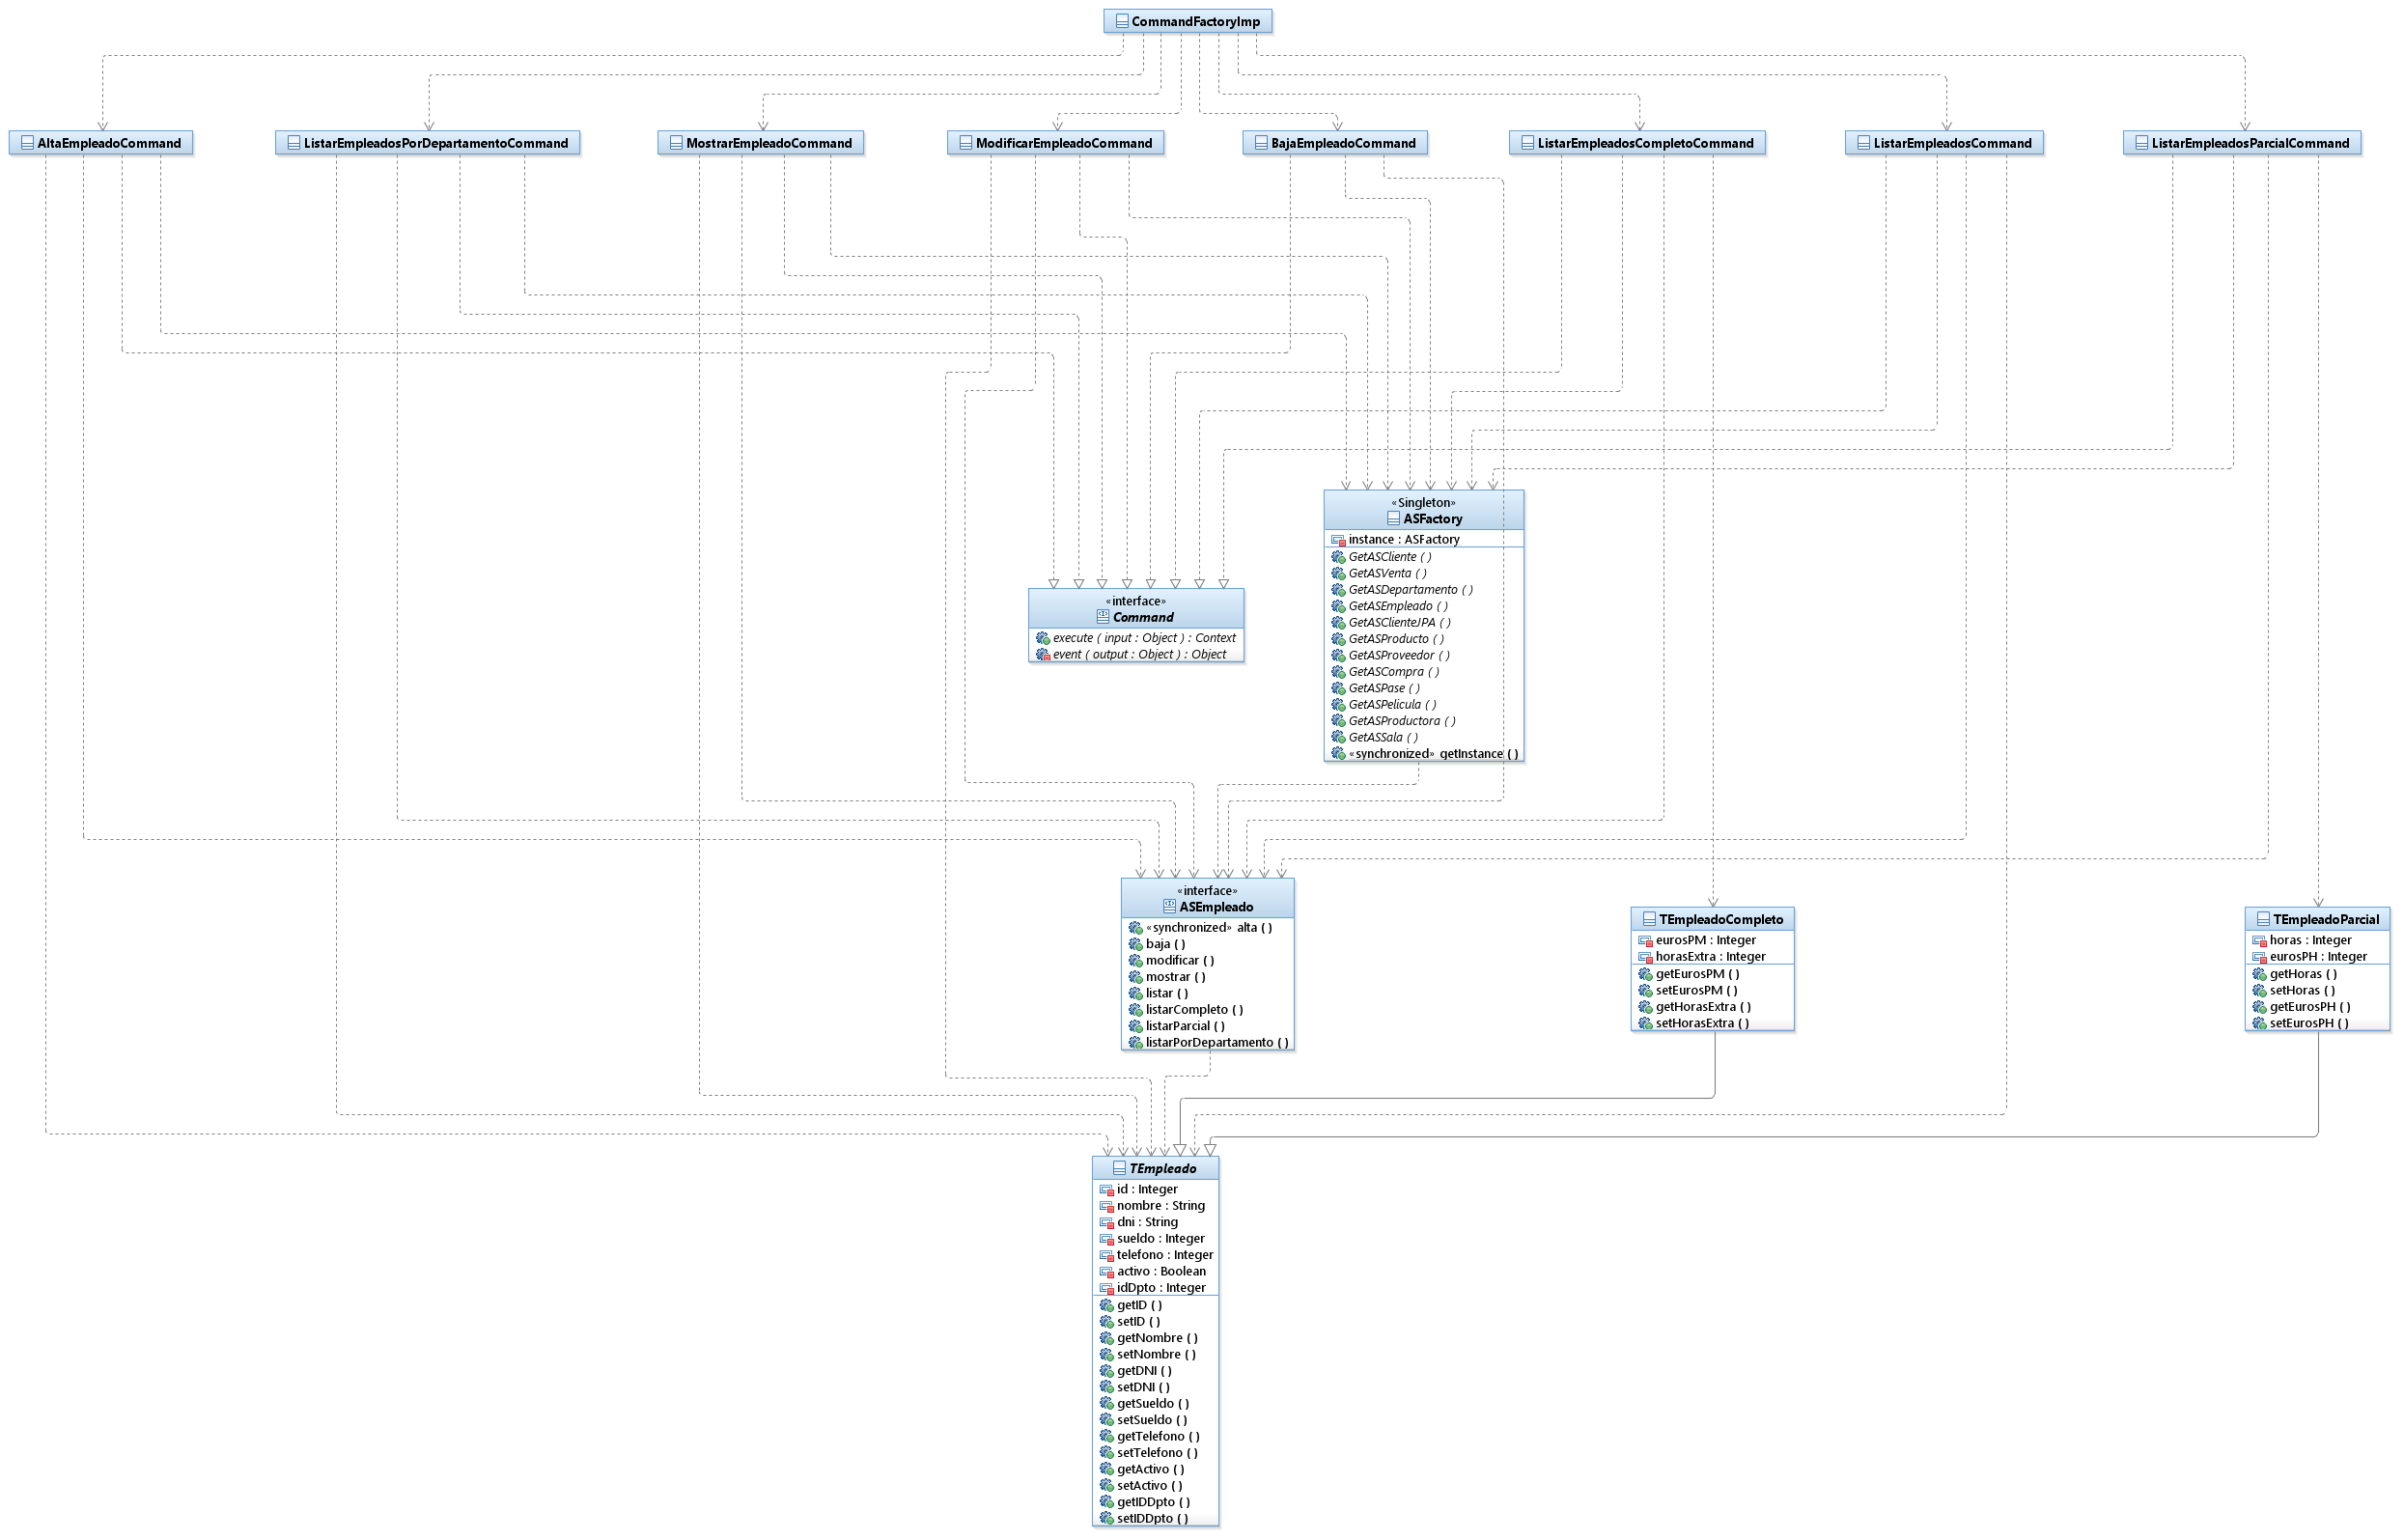 CommandFactoryImp
AltaEmpleadoCommand
ListarEmpleadosPorDepartamentoCommand
MostrarEmpleadoCommand
ModificarEmpleadoCommand
BajaEmpleadoCommand
ListarEmpleadosCompletoCommand
ListarEmpleadosCommand
ListarEmpleadosParcialCommand
«Singleton»
ASFactory
instance : ASFactory
GetASCliente ( )
GetASVenta ( )
GetASDepartamento ( )
GetASEmpleado ( )
GetASClienteJPA ( )
GetASProducto ( )
GetASProveedor ( )
GetASCompra ( )
GetASPase ( )
GetASPelicula ( )
GetASProductora ( )
GetASSala ( )
«synchronized» getInstance ( )
«interface»
Command
execute ( input : Object ) : Context
event ( output : Object ) : Object
«interface»
ASEmpleado
«synchronized» alta ( )
baja ( )
modificar ( )
mostrar ( )
listar ( )
listarCompleto ( )
listarParcial ( )
listarPorDepartamento ( )
TEmpleadoCompleto
eurosPM : Integer
horasExtra : Integer
getEurosPM ( )
setEurosPM ( )
getHorasExtra ( )
setHorasExtra ( )
TEmpleadoParcial
horas : Integer
eurosPH : Integer
getHoras ( )
setHoras ( )
getEurosPH ( )
setEurosPH ( )
TEmpleado
id : Integer
nombre : String
dni : String
sueldo : Integer
telefono : Integer
activo : Boolean
idDpto : Integer
getID ( )
setID ( )
getNombre ( )
setNombre ( )
getDNI ( )
setDNI ( )
getSueldo ( )
setSueldo ( )
getTelefono ( )
setTelefono ( )
getActivo ( )
setActivo ( )
getIDDpto ( )
setIDDpto ( )